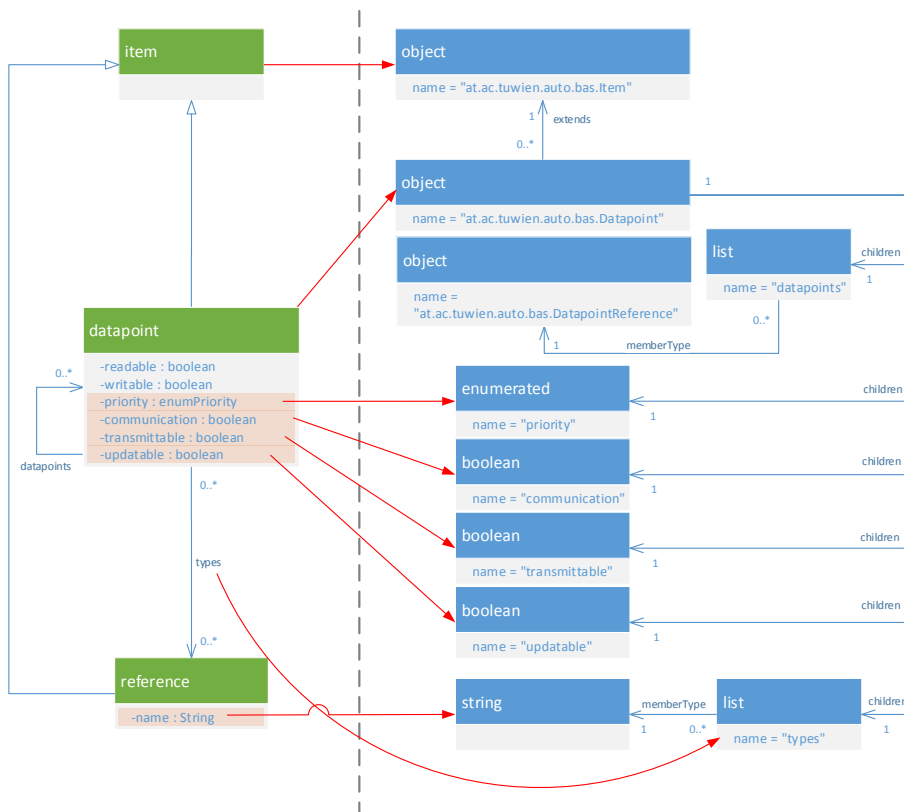 item
object
name = "at.ac.tuwien.auto.bas.Item"
1
extends
0..*
object
1
name = "at.ac.tuwien.auto.bas.Datapoint"
object
list
children
1
name =
"at.ac.tuwien.auto.bas.DatapointReference"
name = "datapoints"
0..*
1
memberType
datapoint
-readable : boolean
-writable : boolean
-priority : enumPriority
-communication : boolean
-transmittable : boolean
-updatable : boolean
0..*
datapoints
0..*
types
0..*
enumerated
name = "priority"
children
1
boolean
name = "communication"
children
1
boolean
name = "transmittable"
children
1
boolean
name = "updatable"
children
1
reference
-name : String
string
memberType
1
0..*
list
name = "types"
children
1